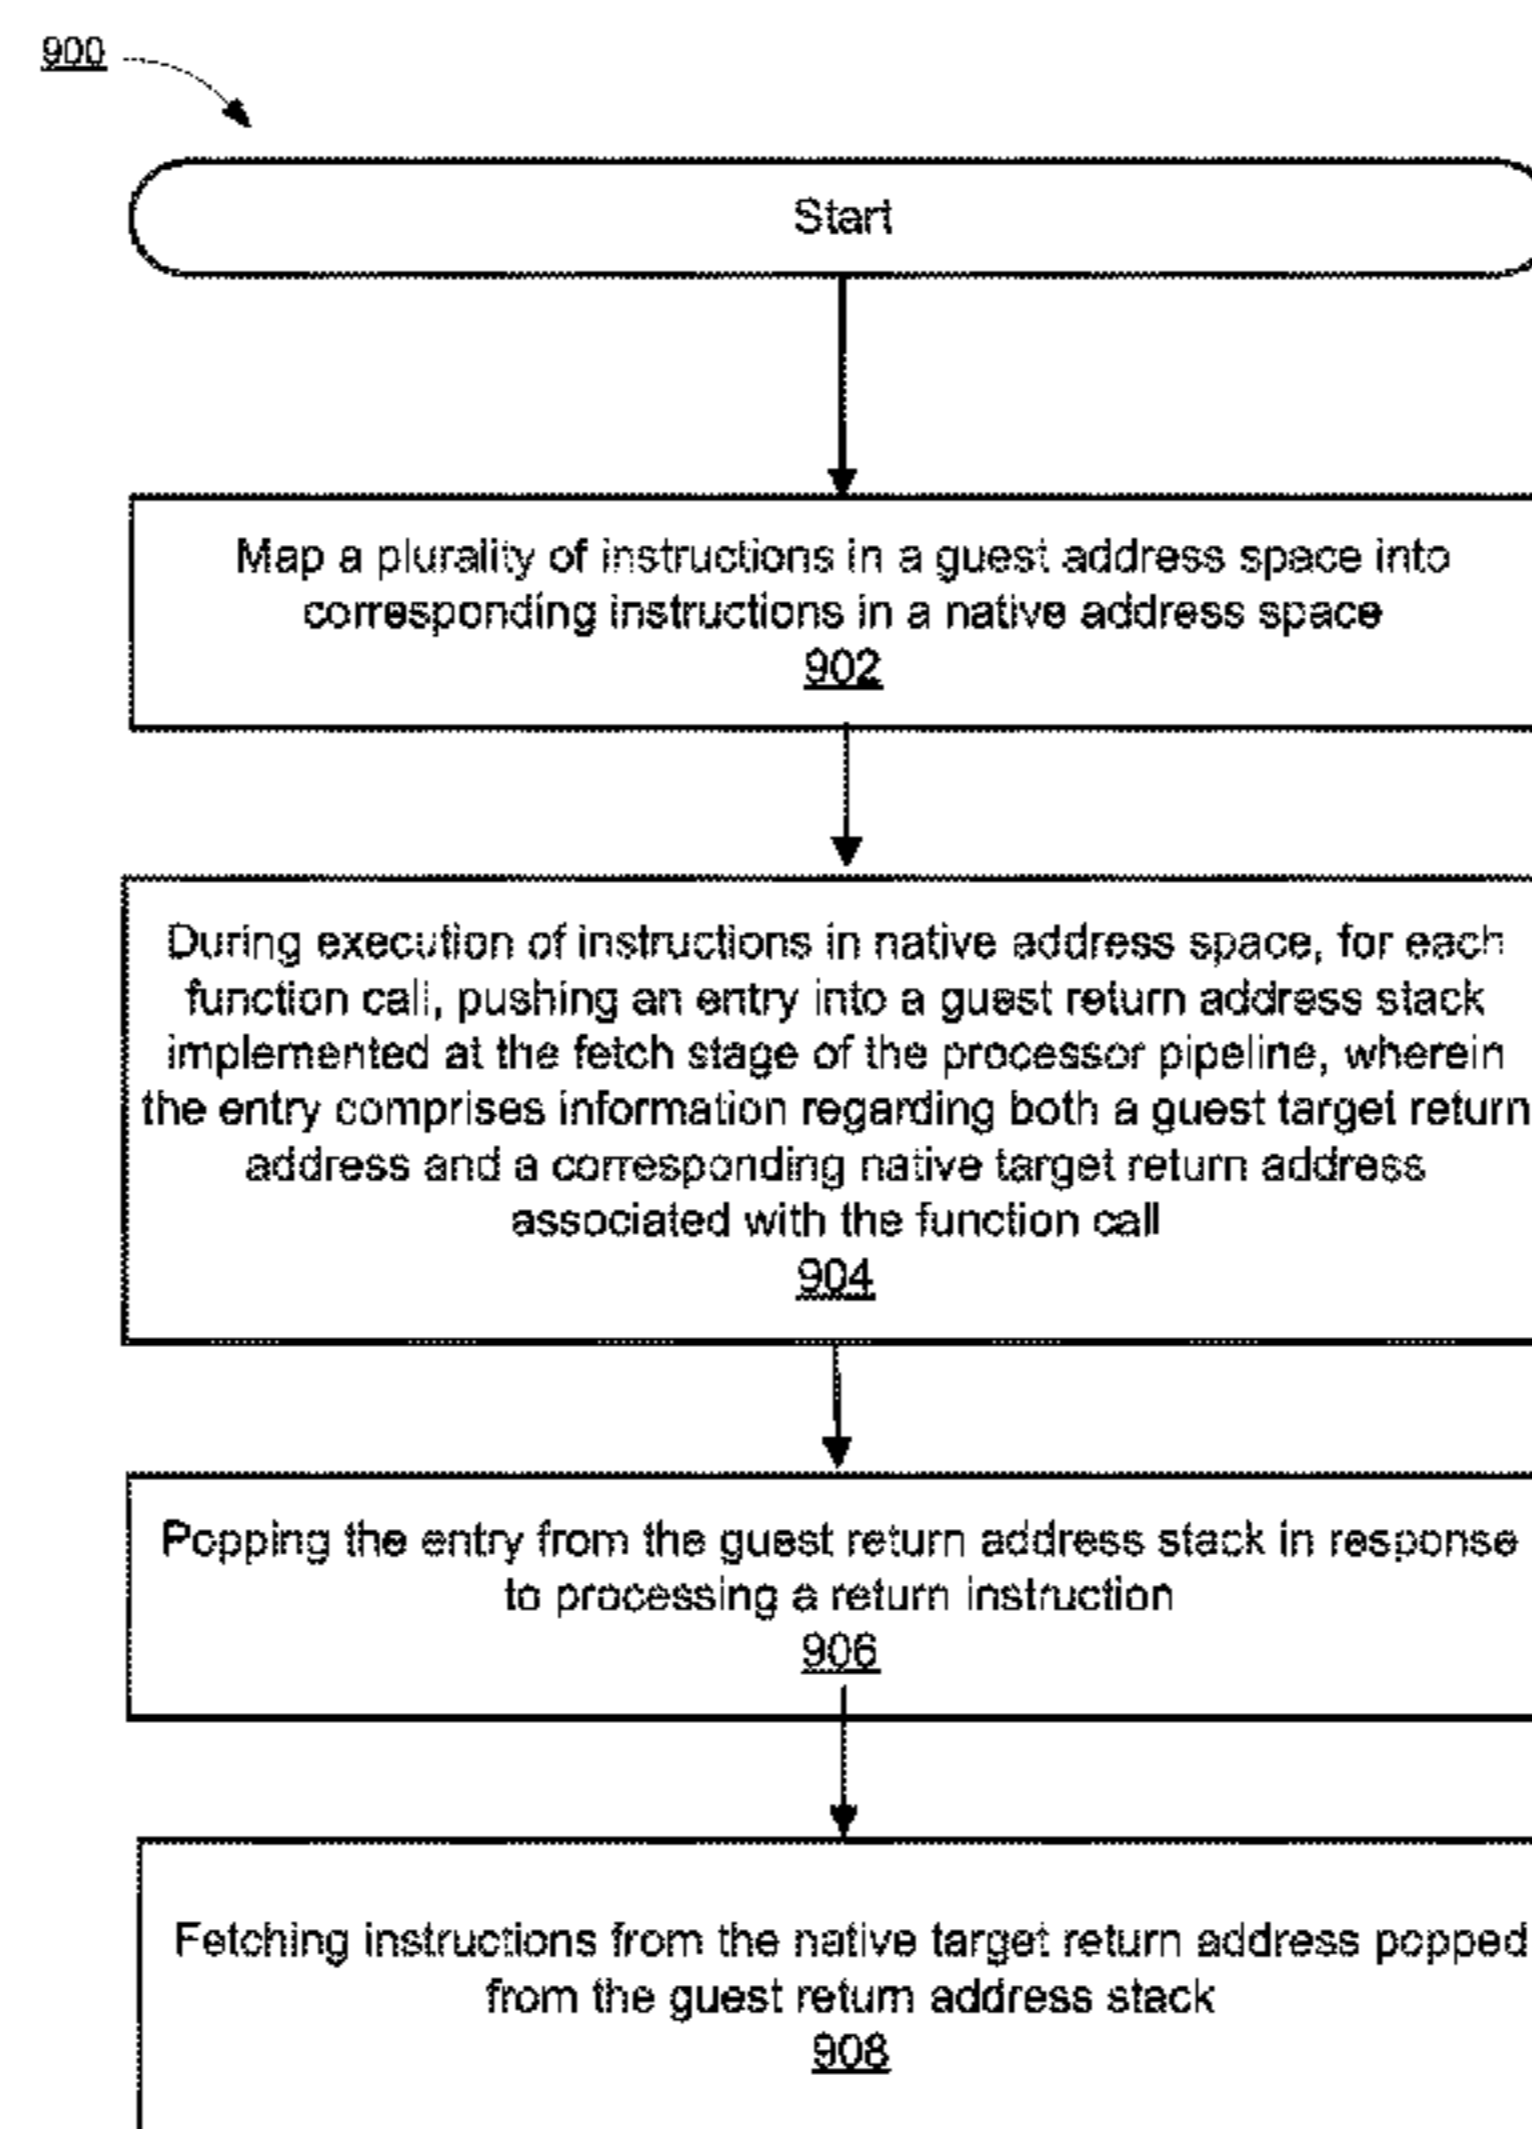 900
Start
Map a plurality of instructions in a guest address space into
corresponding instructions in a native address space
902
During execution of instructions in native address space, for each
function call, pushing an entry into a guest return address stack
implemented at the fetch stage of the processor pipeline, wherein
the entry comprises information regarding both a guest target return
address and a corresponding native target return address
associated with the function call
904
Popping the entry from the guest return address stack in response
to processing a return instruction
906
Fetching instructions from the native target return address popped
from the guest return address stack
908